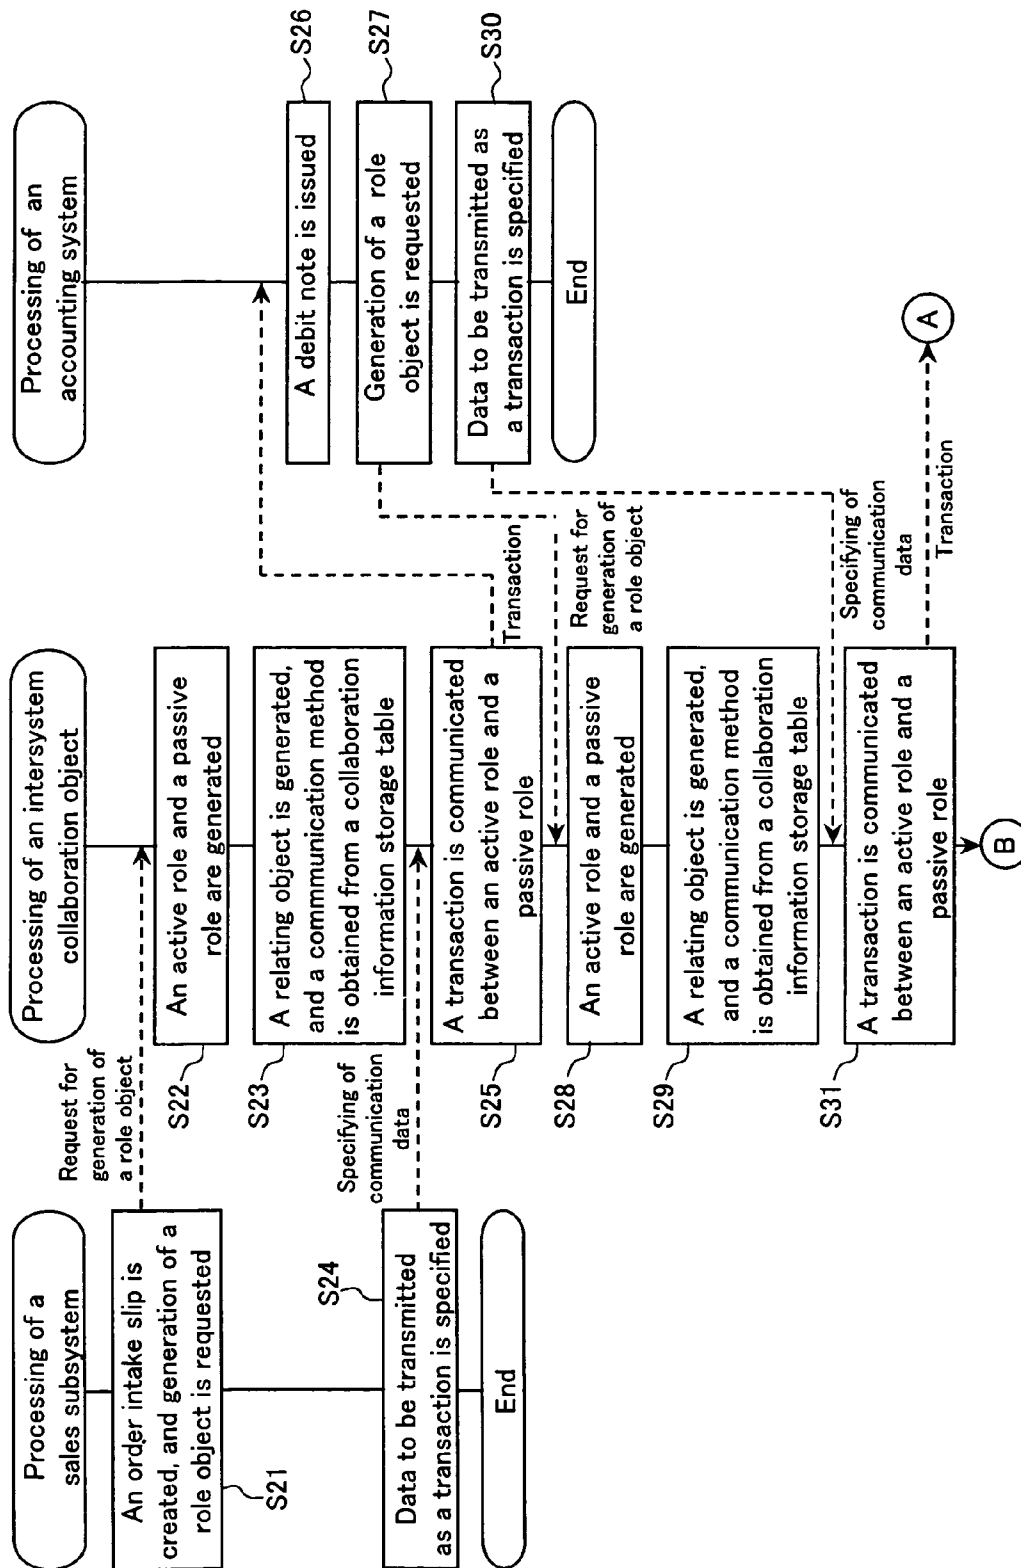 Processing of a
sales subsystem
An order intake slip is
created, and generation of a
role object is requested
S21
Data to be transmitted
as a transaction is specified
S24
End
Request for
generation of
a role object
Specifying of
communication
data
Processing of an intersystem
collaboration object
An active role and a passive
role are generated
S22
A relating object is generated,
and a commmunication method
is obtained from a collaboration
information storage table
S23
A transaction is communicated
between an active role and a
passive role
S25
An active role and a passive
role are generated
S28
A relating object is generated,
and a communication method
is obtained from a collaboration
information storage table
S29
A transaction is communicated
between an active role and a
passive role
S31
B
Transaction
Request for
generation of
a role object
Specifying of
communication
data
Transaction
A
Processing of an
accounting system
A debit note is issued
S26
Generation of a role
object is requested
S27
Data to be transmitted as
a transaction is specified
S30
End